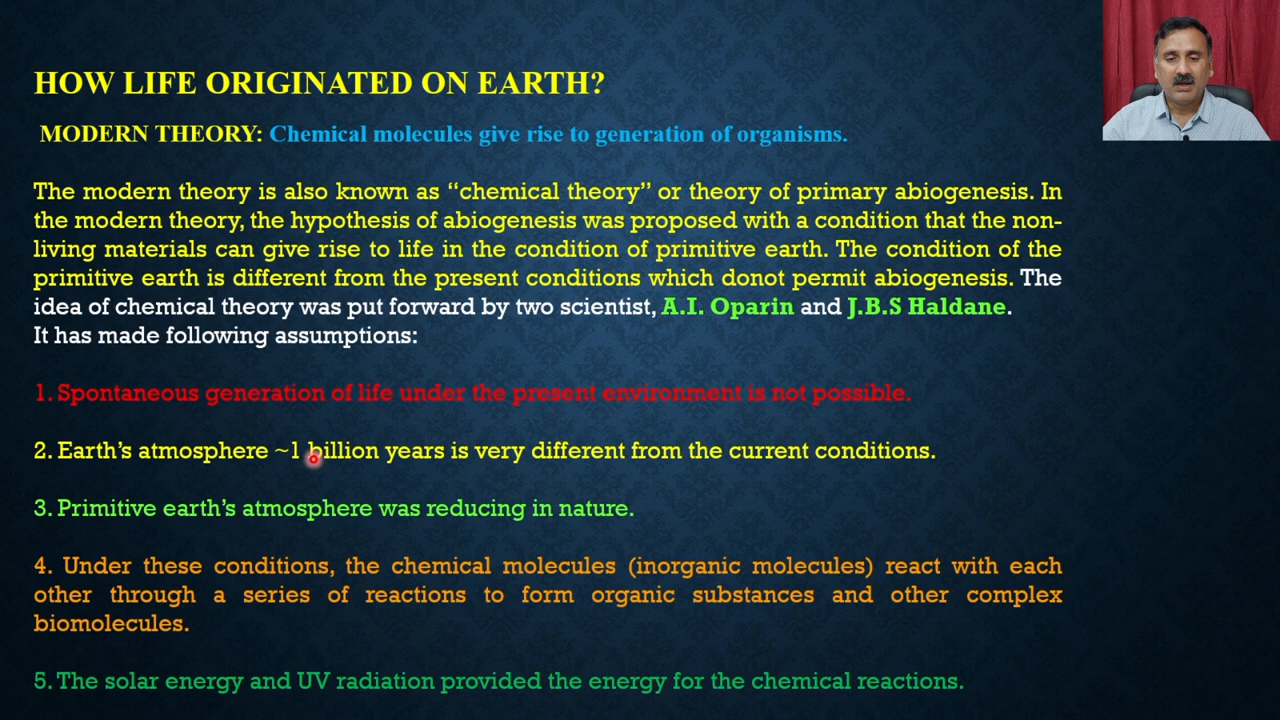 HOW LIFE ORIGINATED ON EARTH?
MODERN THEORY: Chemical molecules give rise to generation of organisms.
The modern theory is also known as “chemical theory” or theory of primary abiogenesis. In
the modern theory, the hypothesis of abiogenesis was proposed with a condition that the non-
living materials can give rise to life in the condition of primitive earth. The condition of the
primitive earth is different from the present conditions which donot permit abiogenesis. The
idea of chemical theory was put forward by two scientist, A.I. Oparin and J.B.S Haldane.
It has made following assumptions:
1. Spontaneous generation of life under the present environment is not possible.
2. Earth’s atmosphere ~1 billion years is very different from the current conditions.
3. Primitive earth’s atmosphere was reducing in nature.
4. Under these conditions, the chemical molecules (inorganic molecules) react with each
other through a series of reactions to form organic substances and other complex
biomolecules.
5. The solar energy and UV radiation provided the energy for the chemical reactions.